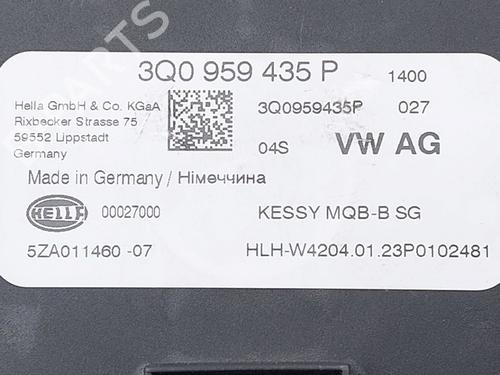 3Q0 959 435 P 1400
Hella GmbH & Co. KGaA
Rixbecker Strasse 75
59552 Lippstadt
Germany
3Q0959435P 027
04S VW AG
Made in Germany / Німеччина
HELLA 00027000 KESSY MQB-B SG
5ZA011460 -07 HLH-W4204.01.23P0102481
PARTS